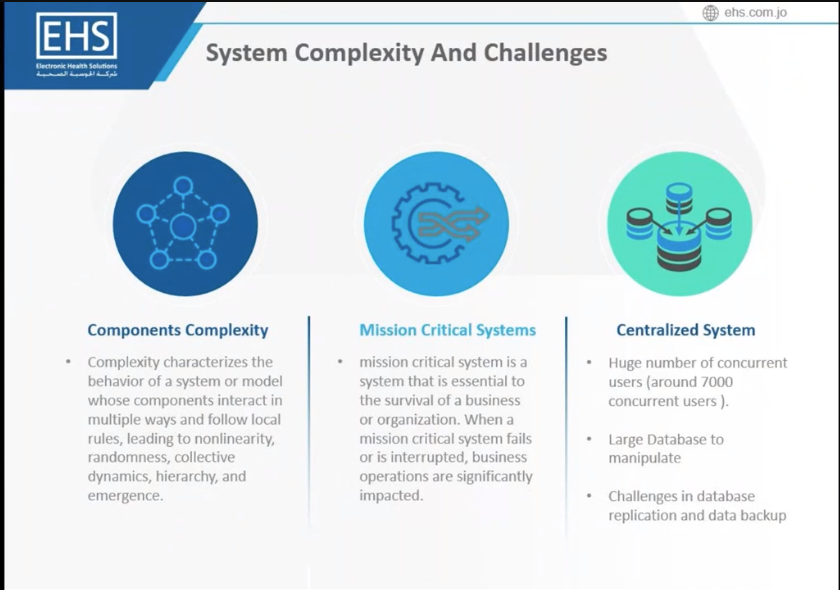 EHS
Electronic Health Solutions
شركة الحوسبة الصحية
ehs.com.jo
System Complexity And Challenges
Components Complexity
• Complexity characterizes the
behavior of a system or model
whose components interact in
multiple ways and follow local
rules, leading to nonlinearity,
randomness, collective
dynamics, hierarchy, and
emergence.
Mission Critical Systems
• mission critical system is a
system that is essential to
the survival of a business
or organization. When a
mission critical system fails
or is interrupted, business
operations are significantly
impacted.
Centralized System
• Huge number of concurrent
users (around 7000
concurrent users ).
• Large Database to
manipulate
• Challenges in database
replication and data backup